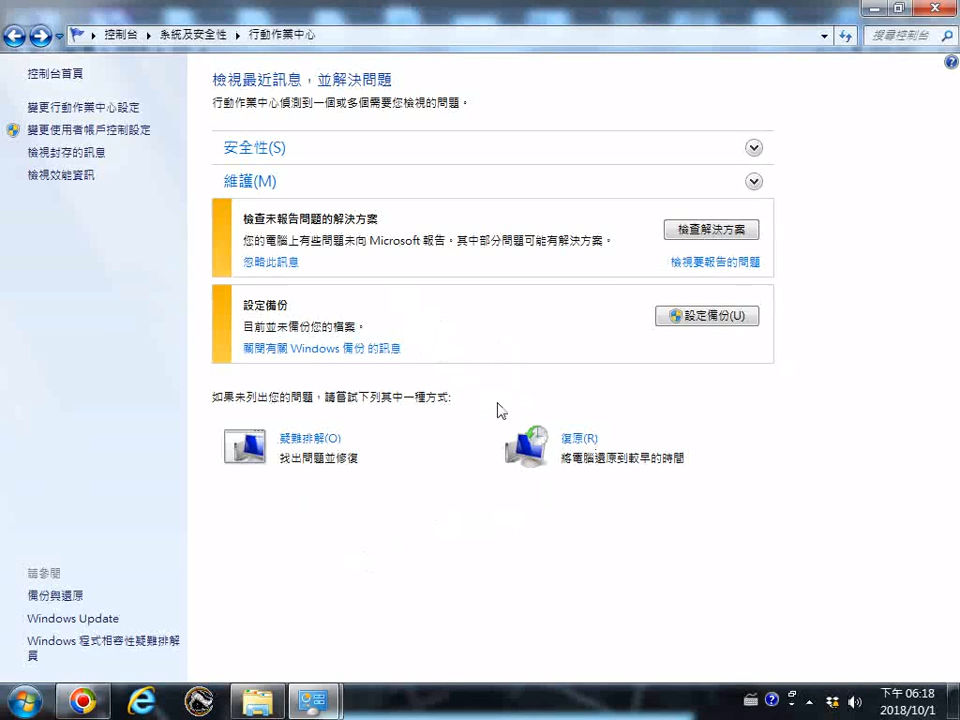 控制台 ▸ 系統及安全性 ▸ 行動作業中心
搜尋控制台
控制台首頁
變更行動作業中心設定
變更使用者帳戶控制設定
檢視封存的訊息
檢視效能資訊
檢視最近訊息，並解決問題
行動作業中心偵測到一個或多個需要您檢視的問題。
安全性(S)
維護(M)
檢查未報告問題的解決方案
您的電腦上有些問題未向 Microsoft 報告。其中部分問題可能有解決方案。
檢查解決方案
忽略此訊息
檢視要報告的問題
設定備份
目前並未備份您的檔案。
設定備份(U)
關閉有關 Windows 備份 的訊息
如果未列出您的問題，請嘗試下列其中一種方式:
疑難排解(O)
找出問題並修復
復原(R)
將電腦還原到較早的時間
請參閱
備份與還原
Windows Update
Windows 程式相容性疑難排解
員
下午 06:18
2018/10/1